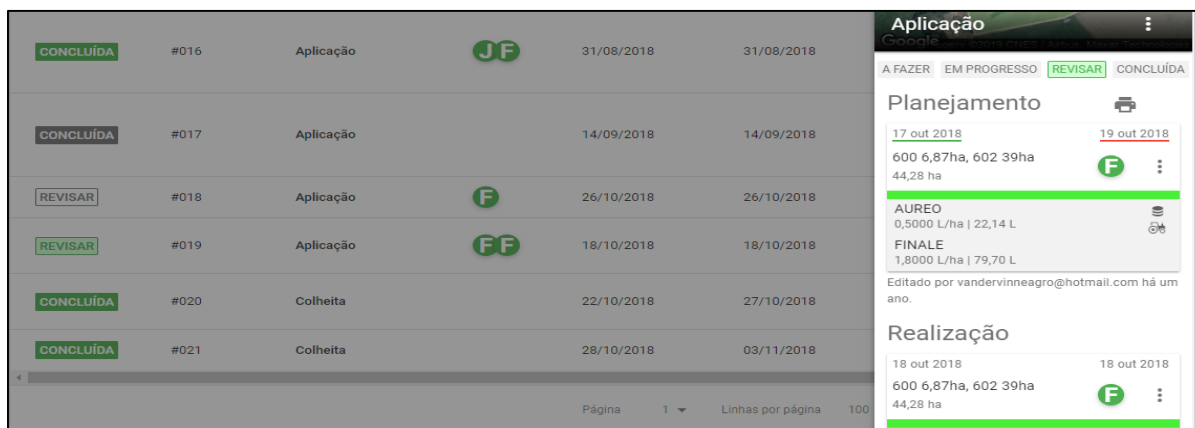 CONCLUÍDA #016 Aplicação J F 31/08/2018 31/08/2018
CONCLUÍDA #017 Aplicação 14/09/2018 14/09/2018
REVISAR #018 Aplicação F 26/10/2018 26/10/2018
REVISAR #019 Aplicação F F 18/10/2018 18/10/2018
CONCLUÍDA #020 Colheita 22/10/2018 27/10/2018
CONCLUÍDA #021 Colheita 28/10/2018 03/11/2018
Página 1 Linhas por página 100
Aplicação
Google ©2018 CNES / Airbus, Maxar Technologies
A FAZER EM PROGRESSO REVISAR CONCLUÍDA
Planejamento
17 out 2018 19 out 2018
600 6,87ha, 602 39ha F
44,28 ha
AUREO
0,5000 L/ha | 22,14 L
FINALE
1,8000 L/ha | 79,70 L
Editado por vandervinneagro@hotmail.com há um
ano.
Realização
18 out 2018 18 out 2018
600 6,87ha, 602 39ha F
44,28 ha